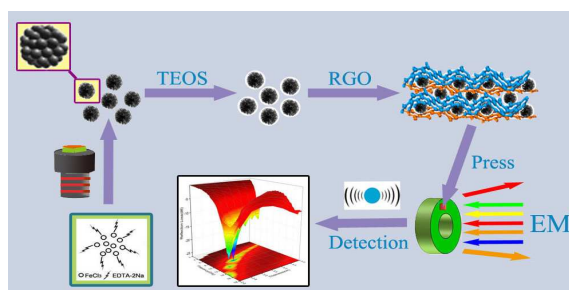 TEOS
RGO
Press
EM
Detection
FeCl₃ EDTA-2Na